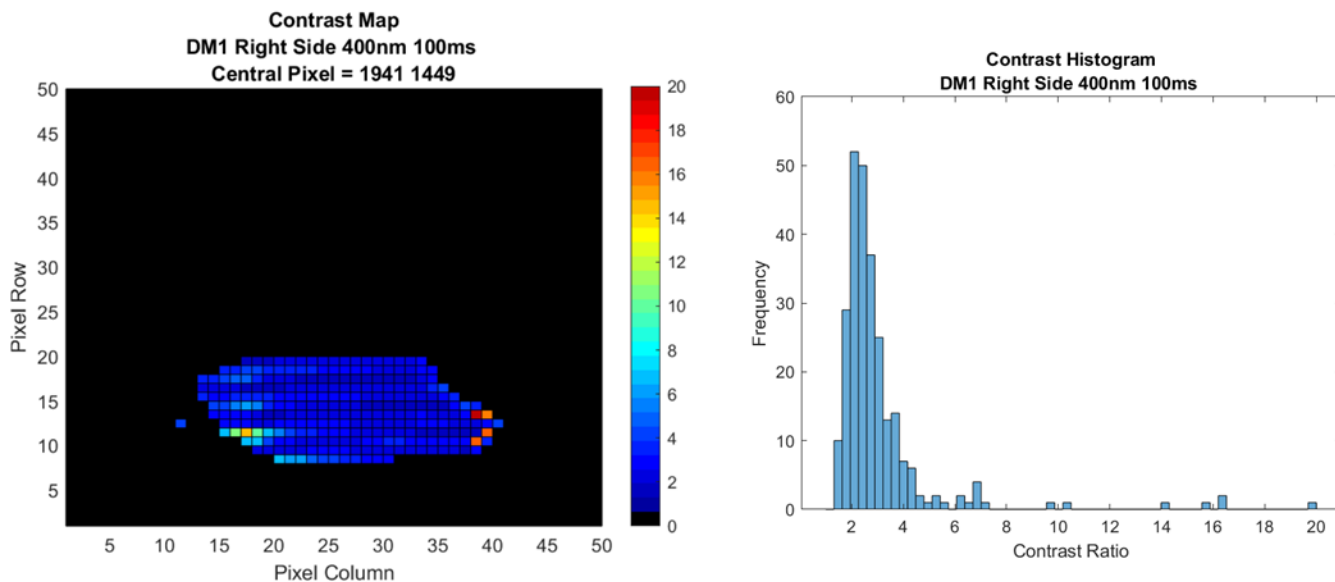 Contrast Map
DM1 Right Side 400nm 100ms
Central Pixel = 1941 1449
50
45
40
35
30
25
20
15
10
5
Pixel Row
5 10 15 20 25 30 35 40 45 50
Pixel Column
20
18
16
14
12
10
8
6
4
2
0
Contrast Histogram
DM1 Right Side 400nm 100ms
60
50
40
30
20
10
0
Frequency
2 4 6 8 10 12 14 16 18 20
Contrast Ratio